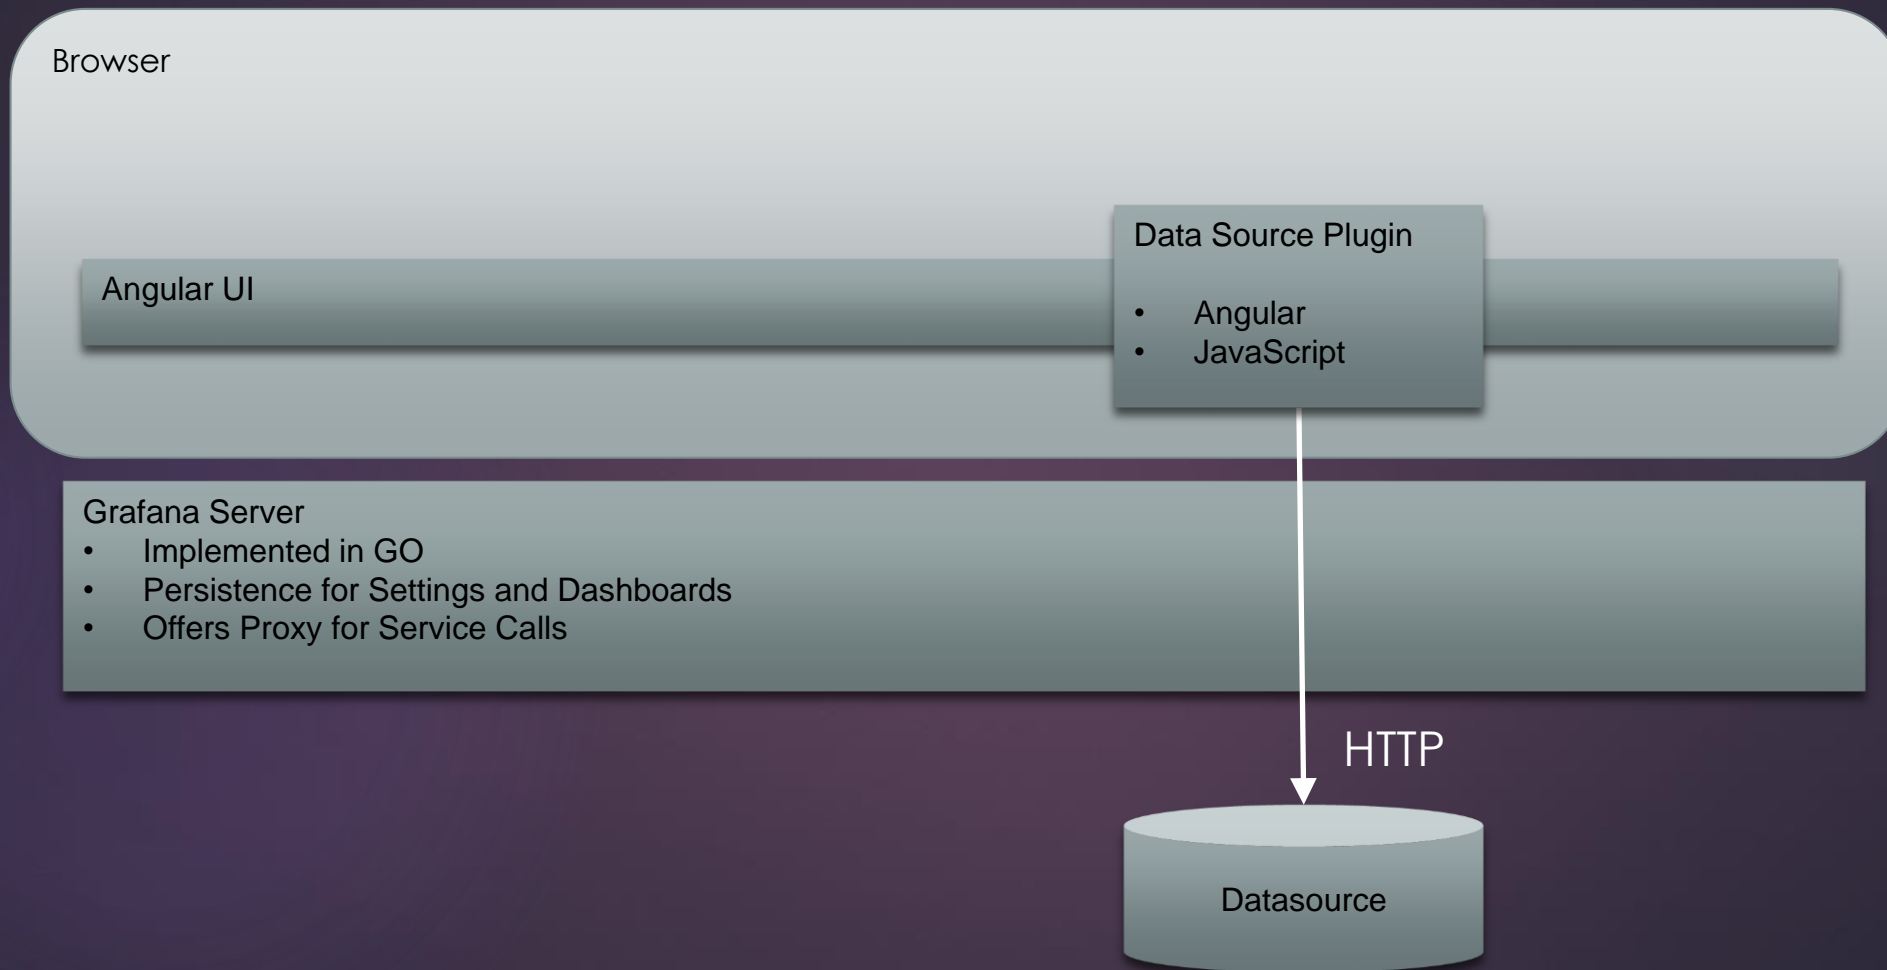 Browser
Data Source Plugin
Angular UI
• Angular
• JavaScript
Grafana Server
• Implemented in GO
• Persistence for Settings and Dashboards
• Offers Proxy for Service Calls
HTTP
Datasource